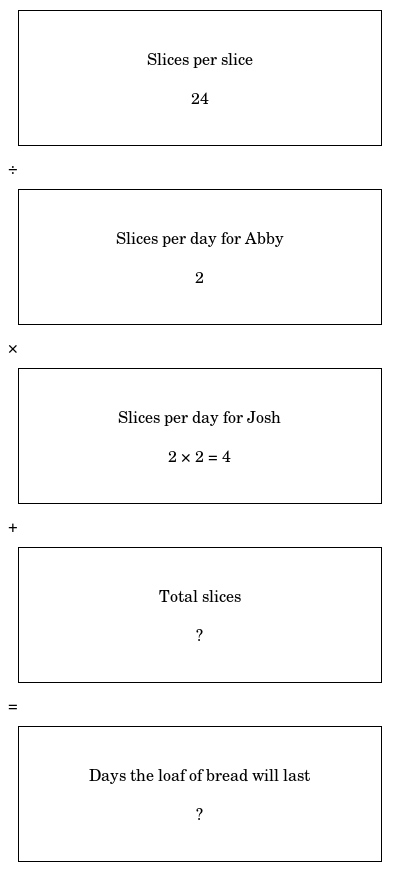 Slices per slice
24
÷
Slices per day for Abby
2
×
Slices per day for Josh
2 × 2 = 4
+
Total slices
?
=
Days the loaf of bread will last
?